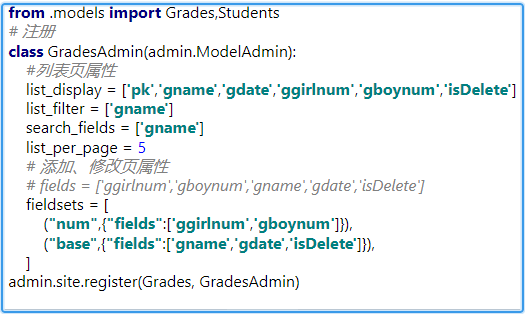 from .models import Grades,Students
# 注册
class GradesAdmin(admin.ModelAdmin):
    #列表页属性
    list_display = ['pk','gname','gdate','ggirlnum','gboynum','isDelete']
    list_filter = ['gname']
    search_fields = ['gname']
    list_per_page = 5
    # 添加、修改页属性
    # fields = ['ggirlnum','gboynum','gname','gdate','isDelete']
    fieldsets = [
        ("num",{"fields":['ggirlnum','gboynum']}),
        ("base",{"fields":['gname','gdate','isDelete']}),
    ]
admin.site.register(Grades, GradesAdmin)